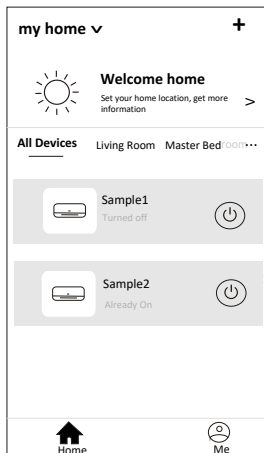 my home
Welcome home
Set your home location, get more
information
All Devices Living Room Master Bedroom
Sample1
Turned off
Sample2
Already On
Home Me